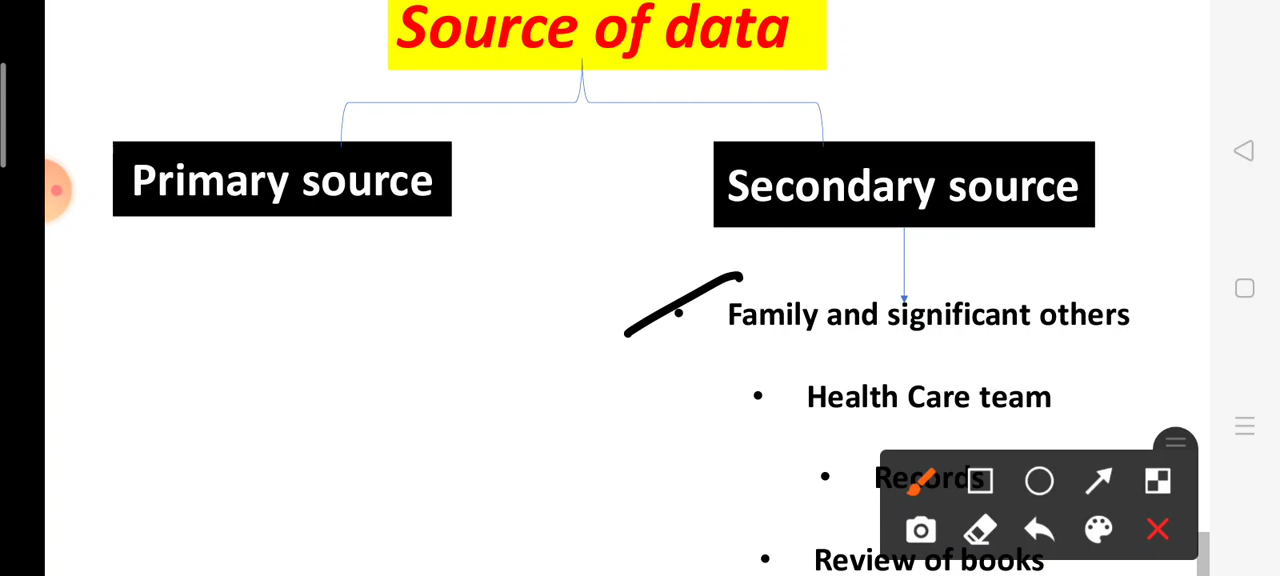 Source of data
Primary source
Secondary source
• Family and significant others
• Health Care team
• Records
• Review of books